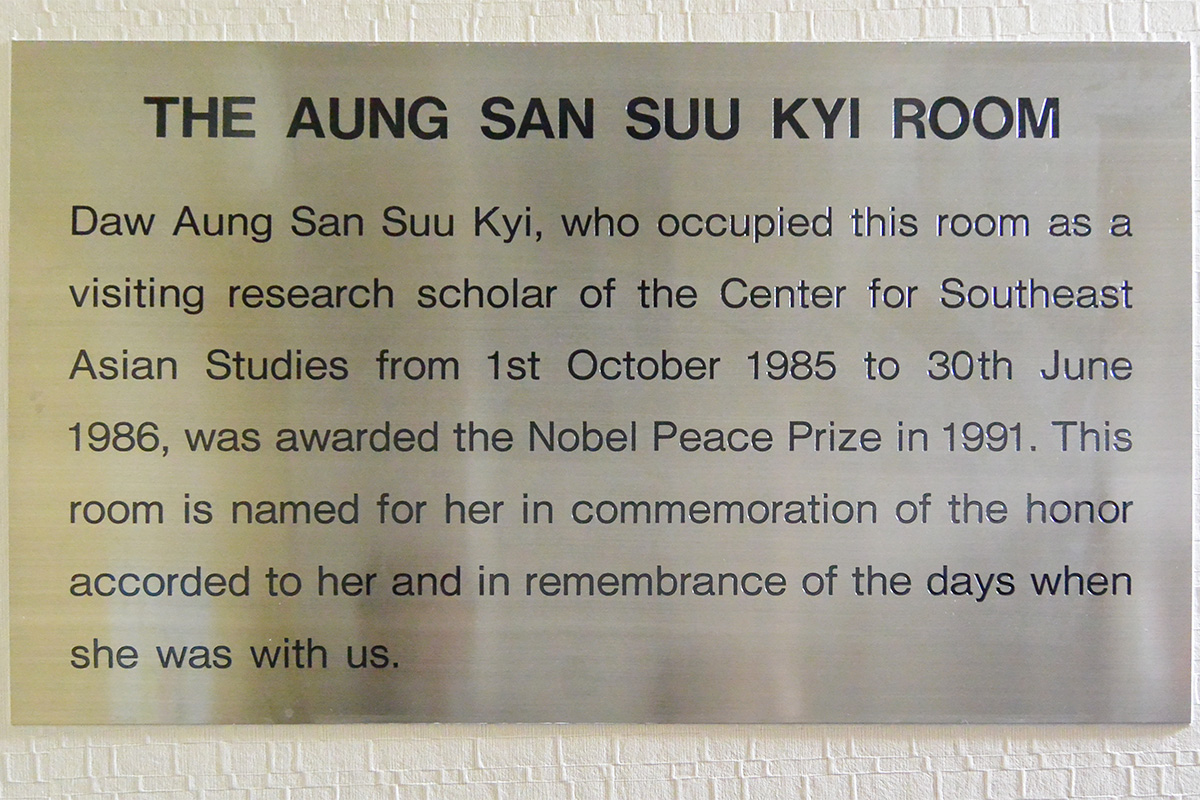 THE AUNG SAN SUU KYI ROOM
Daw Aung San Suu Kyi, who occupied this room as a
visiting research scholar of the Center for Southeast
Asian Studies from 1st October 1985 to 30th June
1986, was awarded the Nobel Peace Prize in 1991. This
room is named for her in commemoration of the honor
accorded to her and in remembrance of the days when
she was with us.